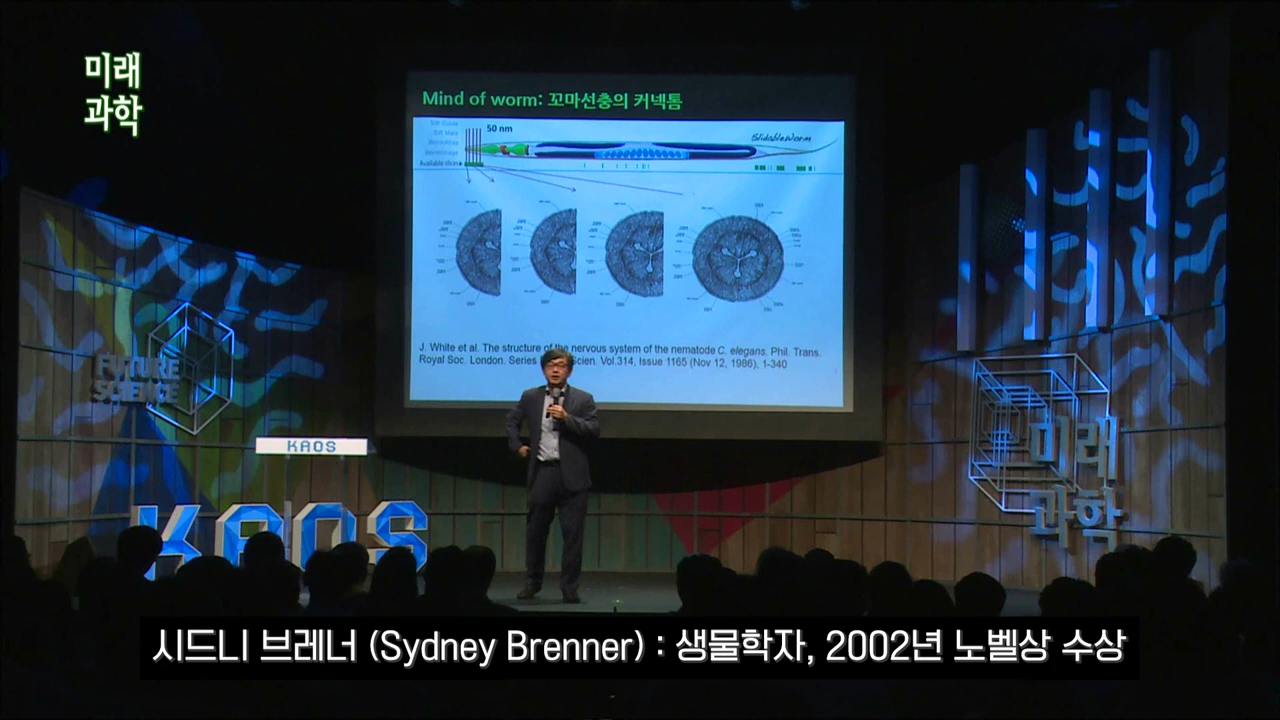 미래
과학
Mind of worm: 꼬마선충의 커넥톰
50 nm
SlidableWorm
Available slices
J. White et al. The structure of the nervous system of the nematode C. elegans. Phil. Trans.
Royal Soc. London. Series Scien. Vol.314, Issue 1165 (Nov 12, 1986), 1-340
FUTURE
SCIENCE
KAOS
KAOS
미래
과학
시드니 브레너 (Sydney Brenner) : 생물학자, 2002년 노벨상 수상